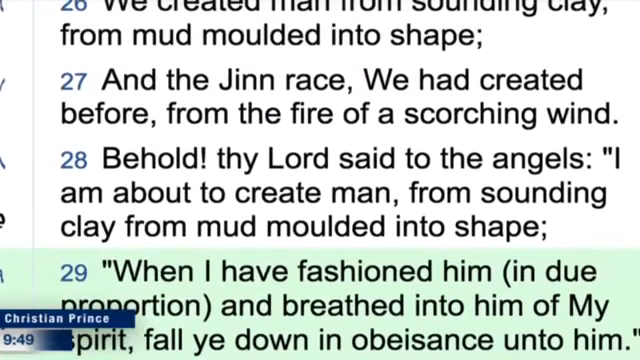 26 We created man from sounding clay,
from mud moulded into shape;
27 And the Jinn race, We had created
before, from the fire of a scorching wind.
28 Behold! thy Lord said to the angels: "I
am about to create man, from sounding
clay from mud moulded into shape;
29 "When I have fashioned him (in due
proportion) and breathed into him of My
spirit, fall ye down in obeisance unto him."
Christian Prince
9:49